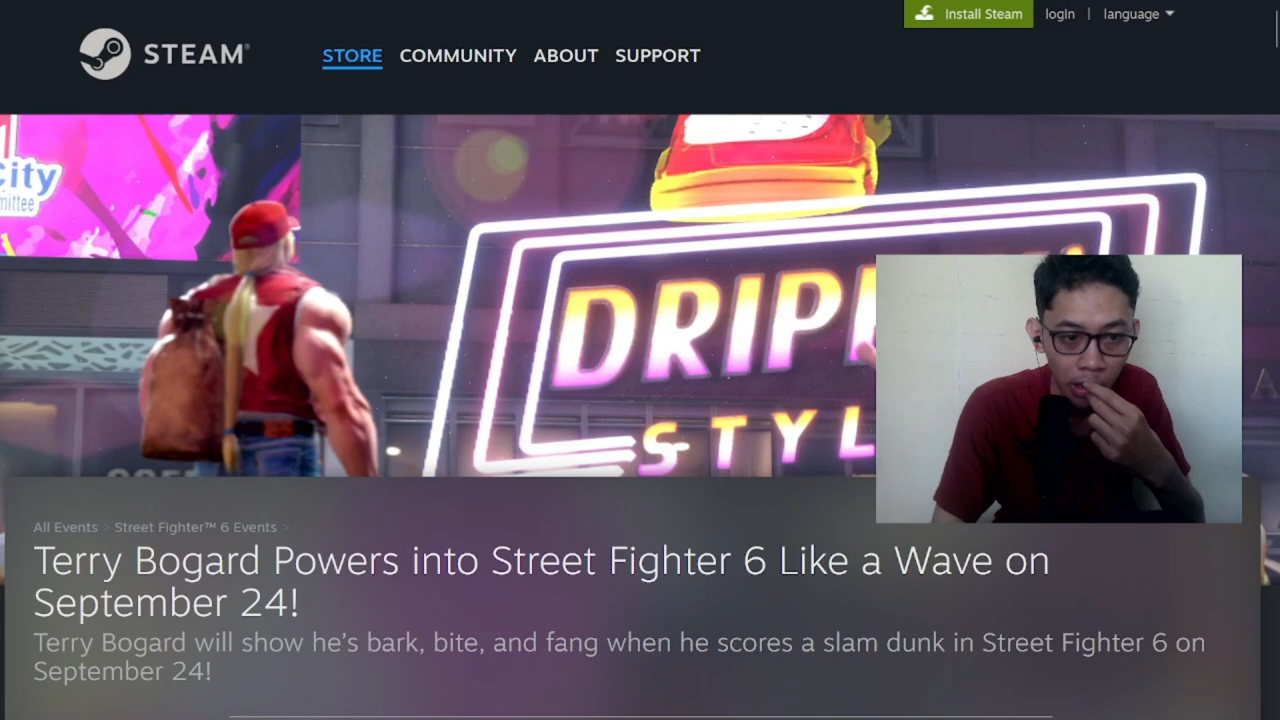 Install Steam login | language
STEAM®
STORE COMMUNITY ABOUT SUPPORT
City
mittee
DRIP
STYL
All Events > Street Fighter™ 6 Events >
Terry Bogard Powers into Street Fighter 6 Like a Wave on
September 24!
Terry Bogard will show he's bark, bite, and fang when he scores a slam dunk in Street Fighter 6 on
September 24!